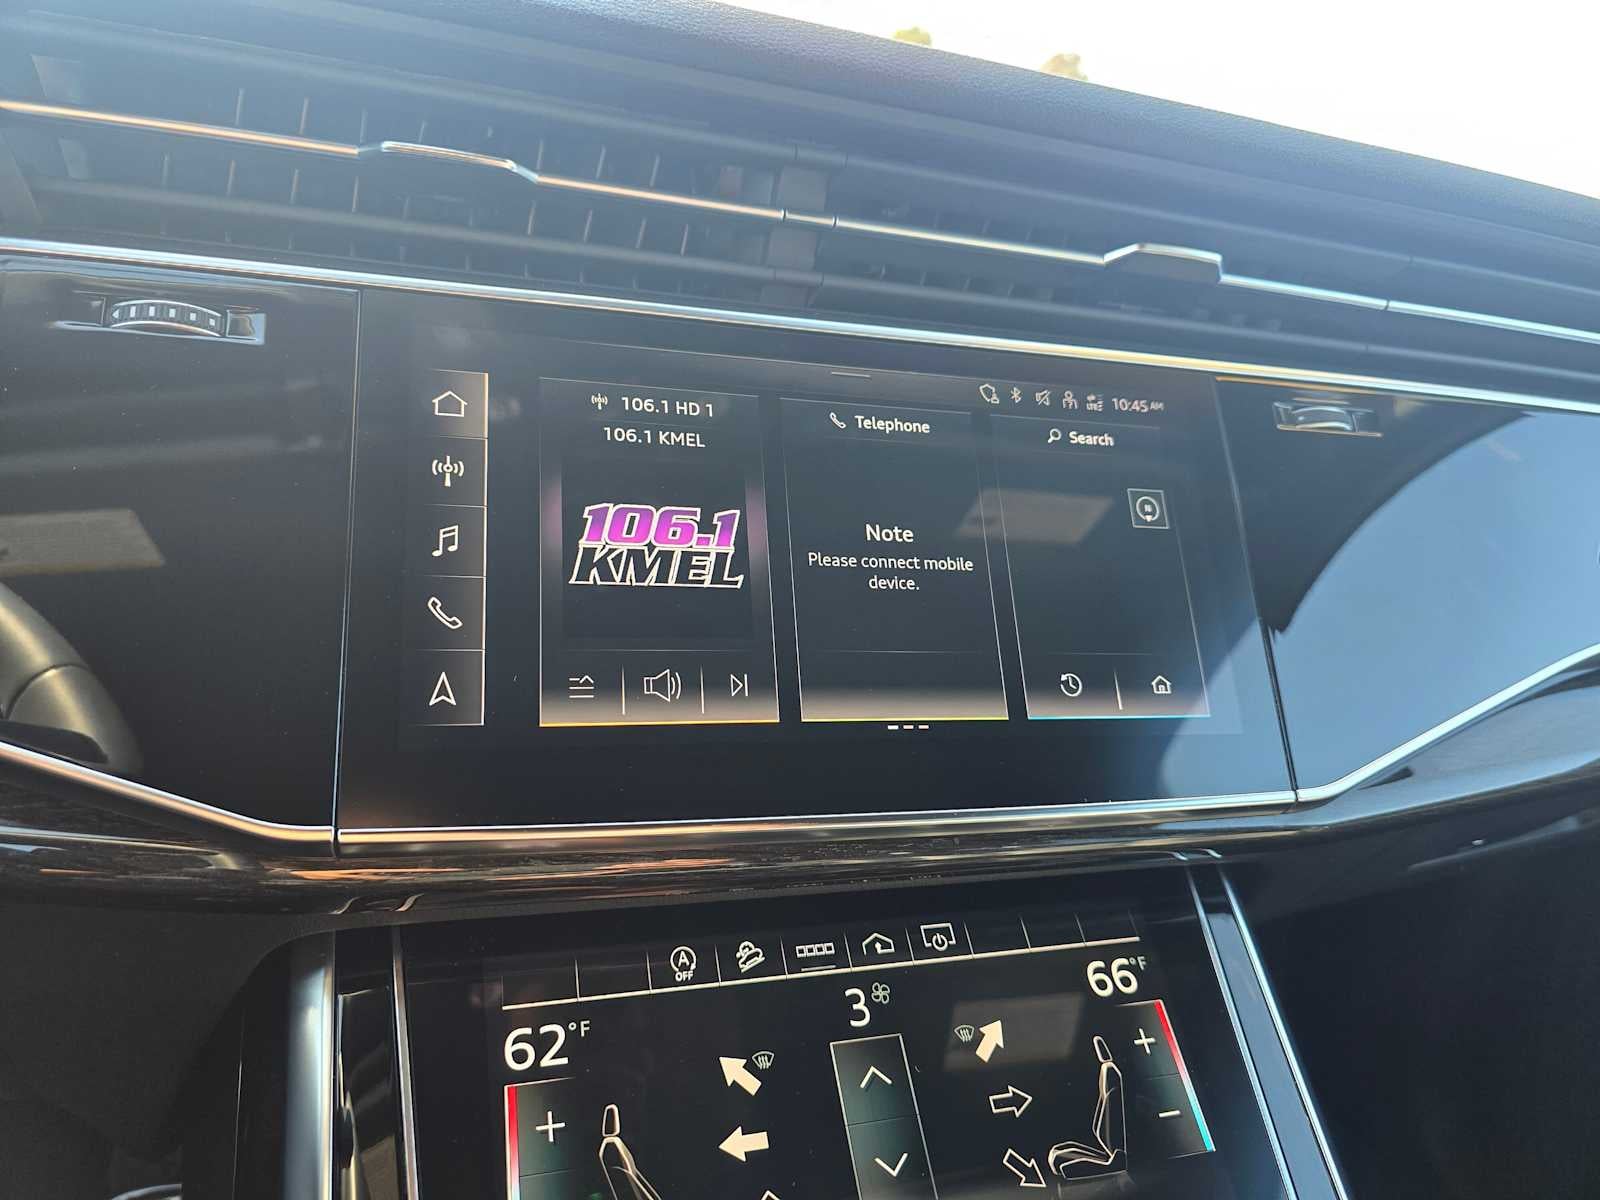 106.1 HD 1
106.1 KMEL
106.1
KMEL
Telephone
Note
Please connect mobile
device.
LTE
10:45 AM
Search
N
A
OFF
62°F
3
66°F